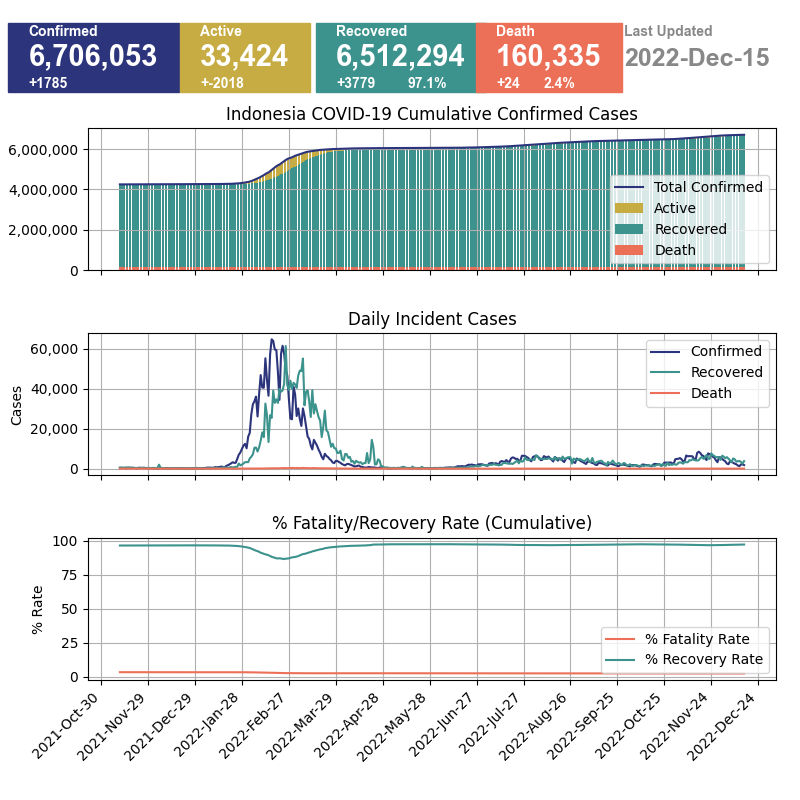 Confirmed Active Recovered Death Last Updated
6,706,053 33,424 6,512,294 160,335 2022-Dec-15
+1785 +-2018 +3779 97.1% +24 2.4%
Indonesia COVID-19 Cumulative Confirmed Cases
6,000,000
4,000,000
2,000,000
0
Total Confirmed
Active
Recovered
Death
Daily Incident Cases
Cases
60,000
40,000
20,000
0
Confirmed
Recovered
Death
% Fatality/Recovery Rate (Cumulative)
% Rate
100
75
50
25
0
% Fatality Rate
% Recovery Rate
2021-Oct-30
2021-Nov-29
2021-Dec-29
2022-Jan-28
2022-Feb-27
2022-Mar-29
2022-Apr-28
2022-May-28
2022-Jun-27
2022-Jul-27
2022-Aug-26
2022-Sep-25
2022-Oct-25
2022-Nov-24
2022-Dec-24